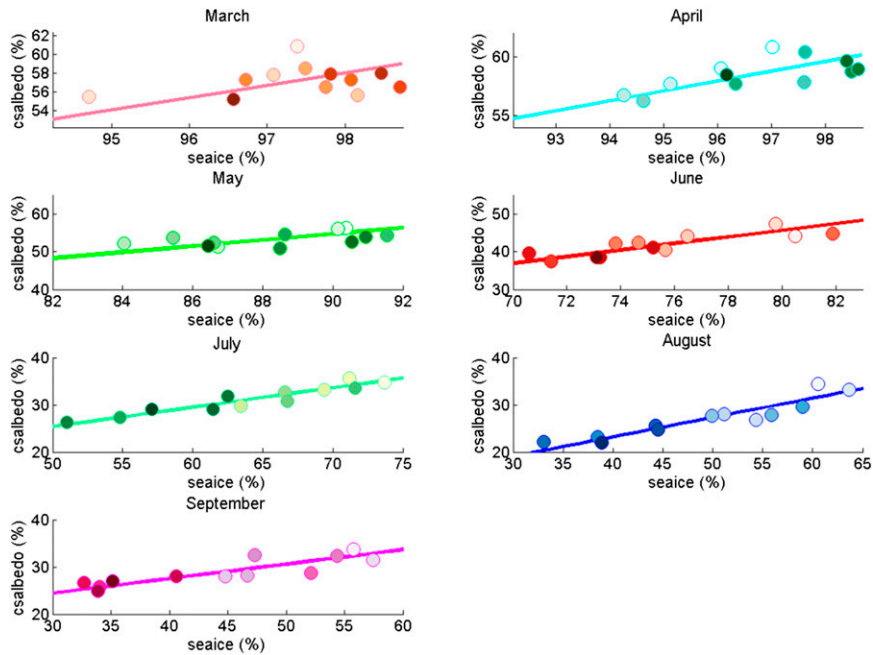 March
62
60
58
56
54
csalbedo (%)
95 96 97 98
seaice (%)
April
60
55
csalbedo (%)
93 94 95 96 97 98
seaice (%)
May
60
50
40
csalbedo (%)
82 84 86 88 90 92
seaice (%)
June
50
40
30
csalbedo (%)
70 72 74 76 78 80 82
seaice (%)
July
40
30
20
csalbedo (%)
50 55 60 65 70 75
seaice (%)
August
40
30
20
csalbedo (%)
30 35 40 45 50 55 60 65
seaice (%)
September
40
30
20
csalbedo (%)
30 35 40 45 50 55 60
seaice (%)